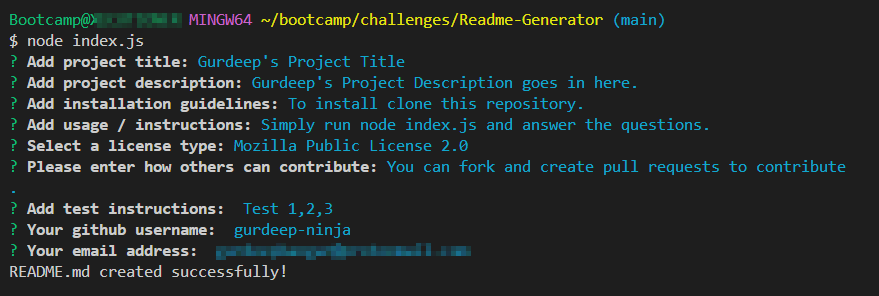 Bootcamp@ MINGW64 ~/bootcamp/challenges/Readme-Generator (main)
$ node index.js
? Add project title: Gurdeep's Project Title
? Add project description: Gurdeep's Project Description goes in here.
? Add installation guidelines: To install clone this repository.
? Add usage / instructions: Simply run node index.js and answer the questions.
? Select a license type: Mozilla Public License 2.0
? Please enter how others can contribute: You can fork and create pull requests to contribute
.
? Add test instructions:  Test 1,2,3
? Your github username:  gurdeep-ninja
? Your email address:
README.md created successfully!